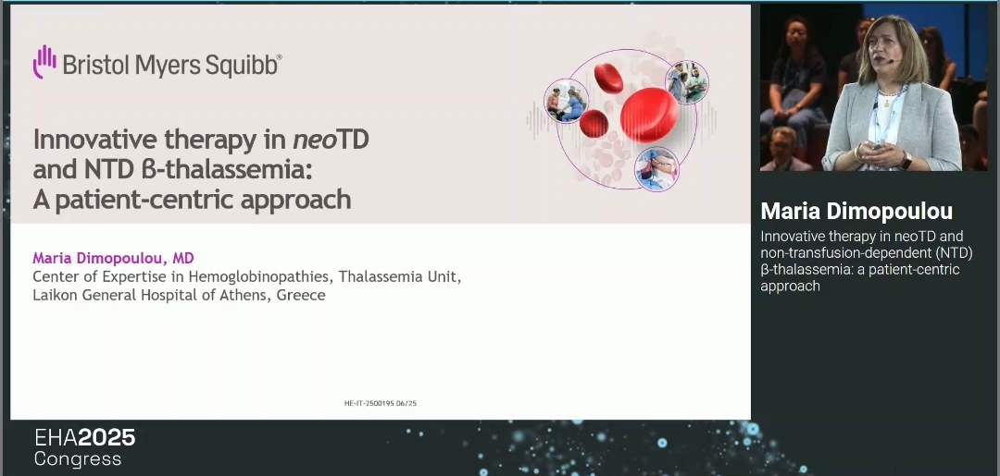 Bristol Myers Squibb®
Innovative therapy in neoTD
and NTD β-thalassemia:
A patient-centric approach
Maria Dimopoulou, MD
Center of Expertise in Hemoglobinopathies, Thalassemia Unit,
Laikon General Hospital of Athens, Greece
HE-IT-2500195 06/25
EHA2025
Congress
Maria Dimopoulou
Innovative therapy in neoTD and
non-transfusion-dependent (NTD)
β-thalassemia: a patient-centric
approach